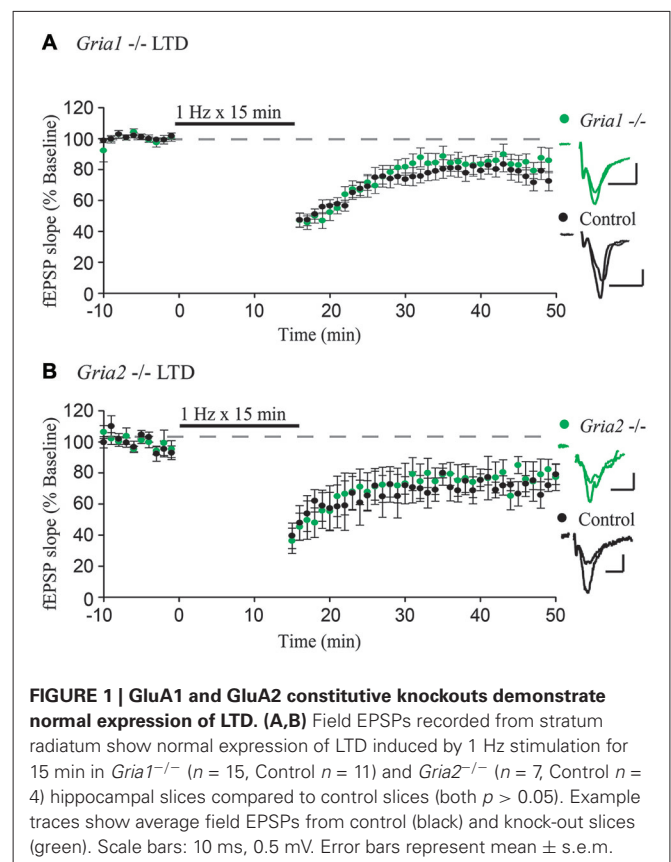 A Gria1 -/- LTD
1 Hz x 15 min
Gria1 -/-
Control
fEPSP slope (% Baseline)
120
100
80
60
40
20
0
-10 0 10 20 30 40 50
Time (min)
B Gria2 -/- LTD
1 Hz x 15 min
Gria2 -/-
Control
fEPSP slope (% Baseline)
120
100
80
60
40
20
0
-10 0 10 20 30 40 50
Time (min)
FIGURE 1 | GluA1 and GluA2 constitutive knockouts demonstrate
normal expression of LTD. (A,B) Field EPSPs recorded from stratum
radiatum show normal expression of LTD induced by 1 Hz stimulation for
15 min in Gria1−/− (n = 15, Control n = 11) and Gria2−/− (n = 7, Control n =
4) hippocampal slices compared to control slices (both p > 0.05). Example
traces show average field EPSPs from control (black) and knock-out slices
(green). Scale bars: 10 ms, 0.5 mV. Error bars represent mean ± s.e.m.